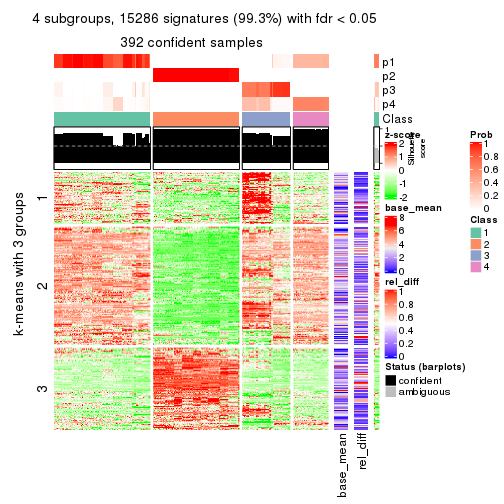 4 subgroups, 15286 signatures (99.3%) with fdr < 0.05
392 confident samples
p1
p2
p3
p4
Class
z-score
2
1
0
-1
-2
Silhouette
score
1
k-means with 3 groups
1
2
3
base_mean
8
6
4
2
0
rel_diff
1
0.8
0.6
0.4
0.2
0
Status (barplots)
confident
ambiguous
Prob
1
0.8
0.6
0.4
0.2
0
Class
1
2
3
4
base_mean
rel_diff